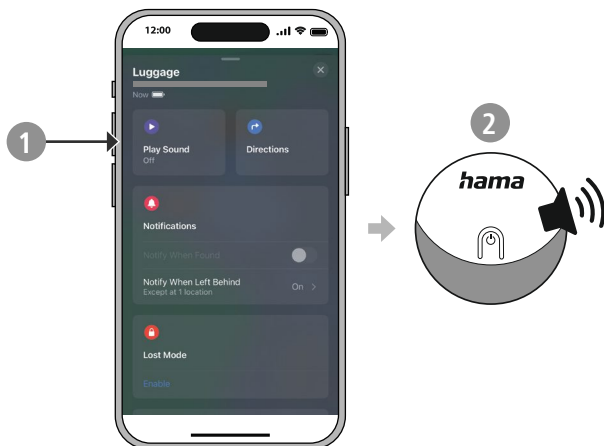 12:00
Luggage
Now
Play Sound
Off
Directions
Notifications
Notify When Found
Notify When Left Behind
Except at 1 location
On >
Lost Mode
Enable
1
2
hama